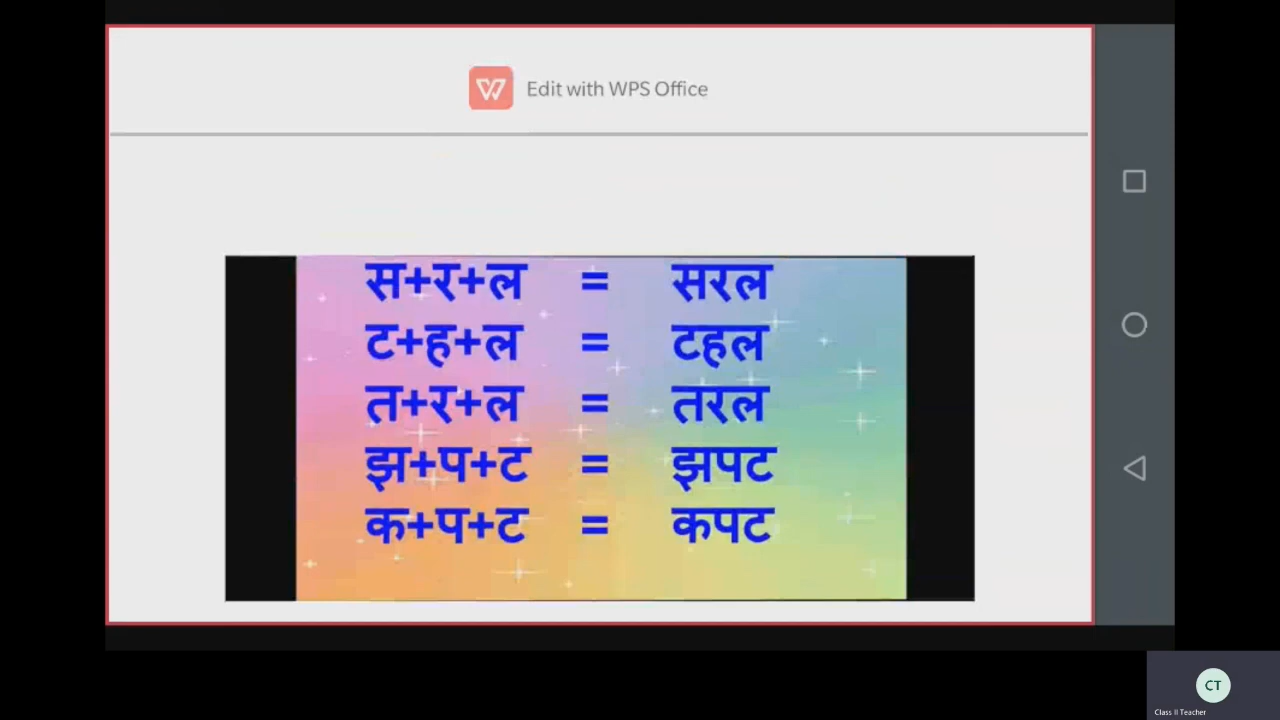 Edit with WPS Office
स+र+ल = सरल
ट+ह+ल = टहल
त+र+ल = तरल
झ+प+ट = झपट
क+प+ट = कपट
CT
Class II Teacher